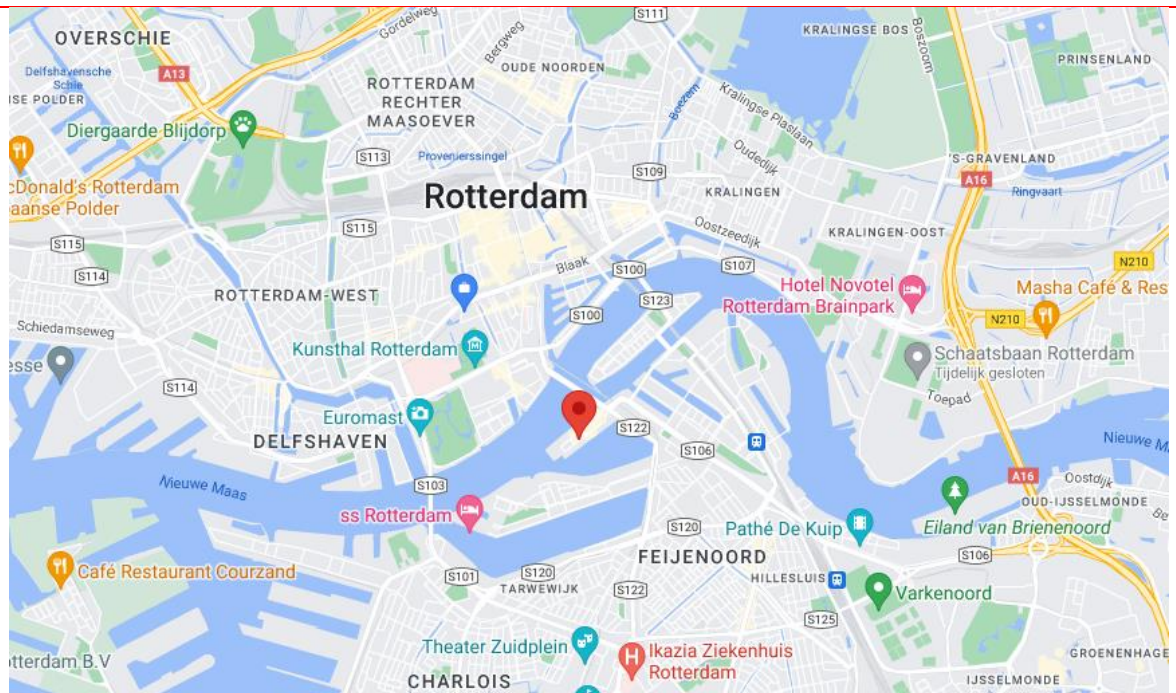 OVERSCHIE
Gordelweg
Bergweg
S111
KRALINGSE BOS
Boszoom
PRINSENLAND
A13
Delfshavensche
Schie
OUDE NOORDEN
ROTTERDAM
RECHTER
MAASOEVER
Boezem
Kralingse Plaslaan
SE POLDER
Diergaarde Blijdorp
Provenierssingel
S113
Oudedijk
'S-GRAVENLAND
A16
Ringvaart
cDonald's Rotterdam
aanse Polder
Rotterdam
S109
KRALINGEN
S115
S115
Oostzeedijk
KRALINGEN-OOST
S114
Blaak
S100
S107
N210
ROTTERDAM-WEST
S123
Hotel Novotel
Rotterdam Brainpark
Masha Café & Res
S100
N210
Schiedamseweg
Kunsthal Rotterdam
Schaatsbaan Rotterdam
Tijdelijk gesloten
esse
S114
Toepad
Euromast
S122
DELFSHAVEN
S106
Nieuwe M
Nieuwe Maas
S103
A16
Oostdijk
OUD-IJSSELMONDE
ss Rotterdam
S120
Pathé De Kuip
Eiland van Brienenoord
FEIJENOORD
S106
Café Restaurant Courzand
S101
S120
TARWEWIJK
S122
HILLESLUIS
Varkenoord
S125
Theater Zuidplein
Ikazia Ziekenhuis
Rotterdam
GROENENHAGE
otterdam B.V
CHARLOIS
IJSSELMONDE